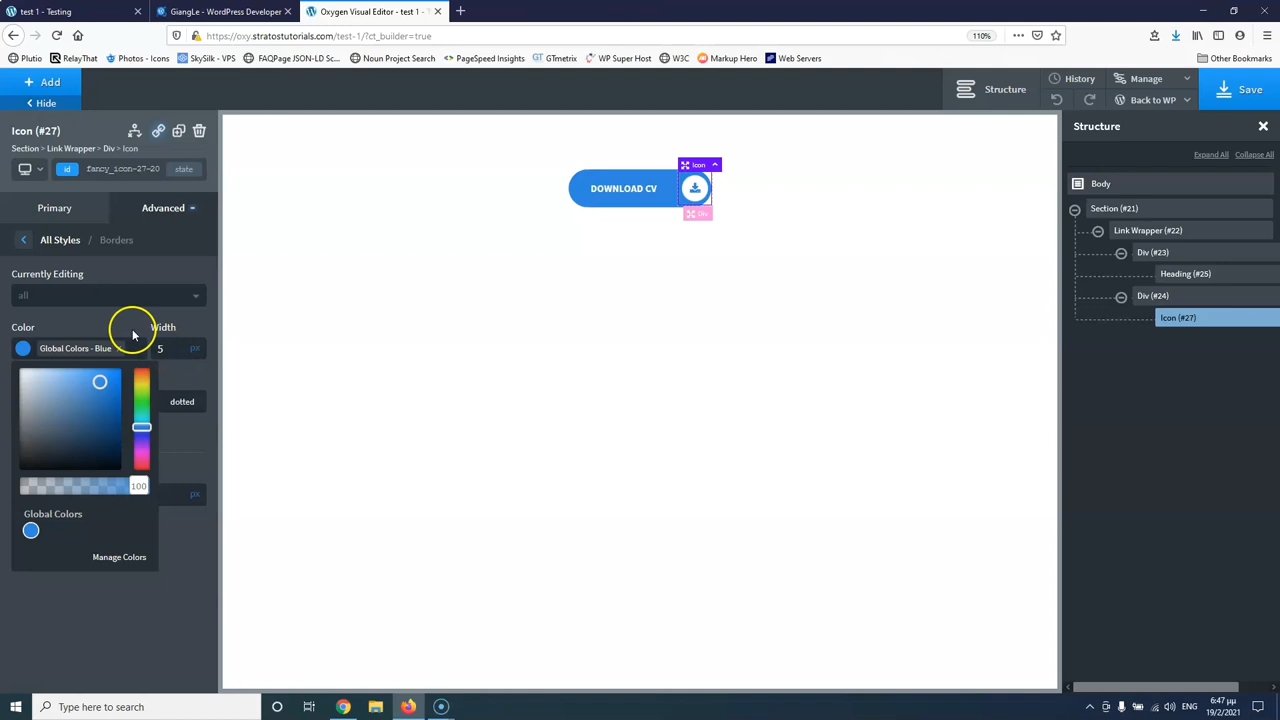 test 1 – Testing
GiangLe - WordPress Developer
Oxygen Visual Editor - test 1 -
https://oxy.stratostutorials.com/test-1/?ct_builder=true
110%
Plutio
RelayThat
Photos - Icons
SkySilk - VPS
FAQPage JSON-LD Sc...
Noun Project Search
PageSpeed Insights
GTmetrix
WP Super Host
W3C
Markup Hero
Web Servers
Other Bookmarks
+ Add
< Hide
Structure
History
Manage
Back to WP
Save
Icon (#27)
Section > Link Wrapper > Div > Icon
id
fancy_icon-27-20
state
Primary
Advanced
All Styles / Borders
Currently Editing
all
Color
Width
Global Colors - Blue x
5
px
dotted
px
100
Global Colors
Manage Colors
DOWNLOAD CV
Icon
Div
Structure
Expand All
Collapse All
Body
Section (#21)
Link Wrapper (#22)
Div (#23)
Heading (#25)
Div (#24)
Icon (#27)
Type here to search
ENG
6:47 μμ
19/2/2021